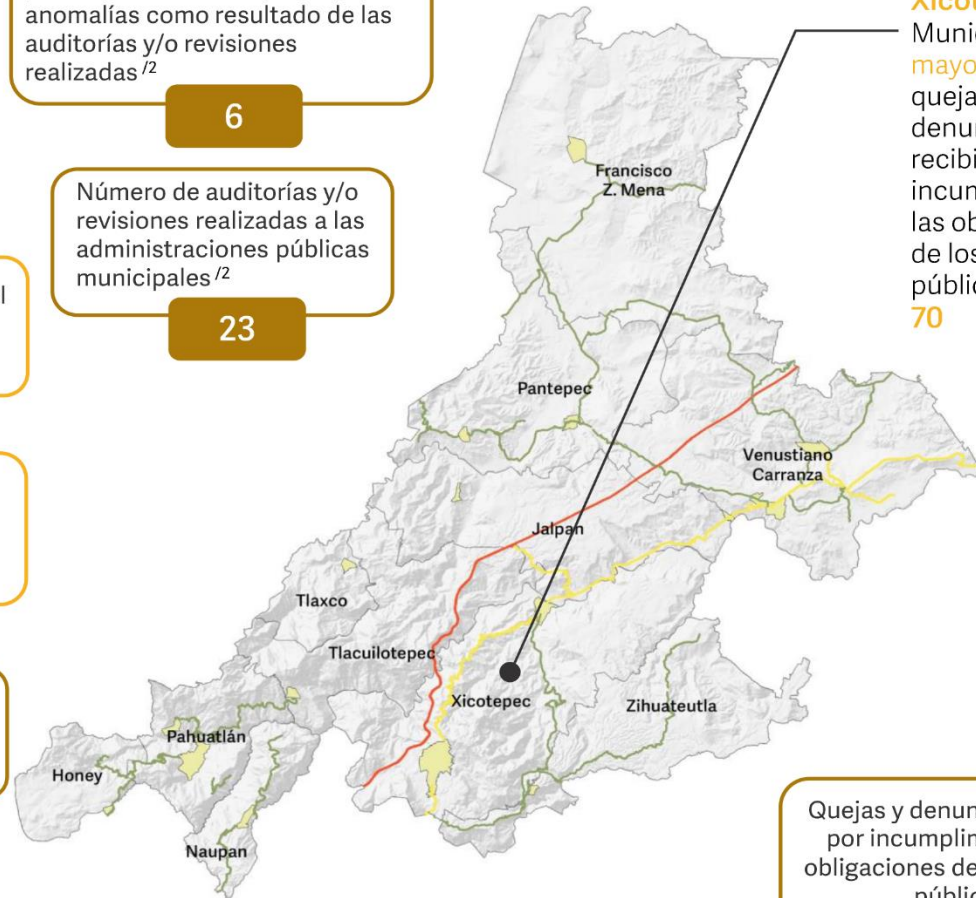 anomalías como resultado de las
auditorías y/o revisiones
realizadas /2
6
Número de auditorías y/o
revisiones realizadas a las
administraciones públicas
municipales /2
23
Munic
mayo
queja
denun
recibi
incun
las ob
de los
públic
70
Francisco
Z. Mena
Pantepec
Venustiano
Carranza
Jalpan
Tlaxco
Tlacuilotepec
Xicotepec
Zihuateutla
Pahuatlán
Honey
Naupan
Quejas y denun
por incumplin
obligaciones de